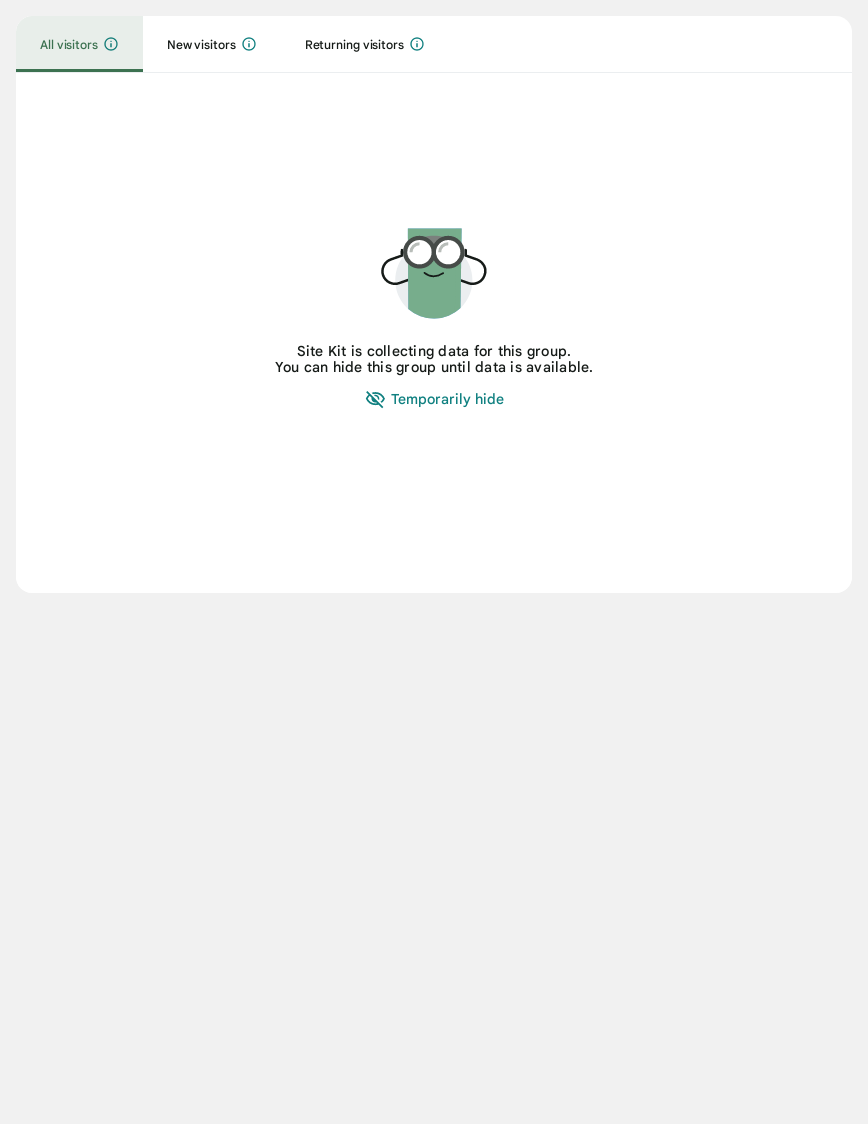 All visitors
New visitors
Returning visitors
Site Kit is collecting data for this group.
You can hide this group until data is available.
Temporarily hide